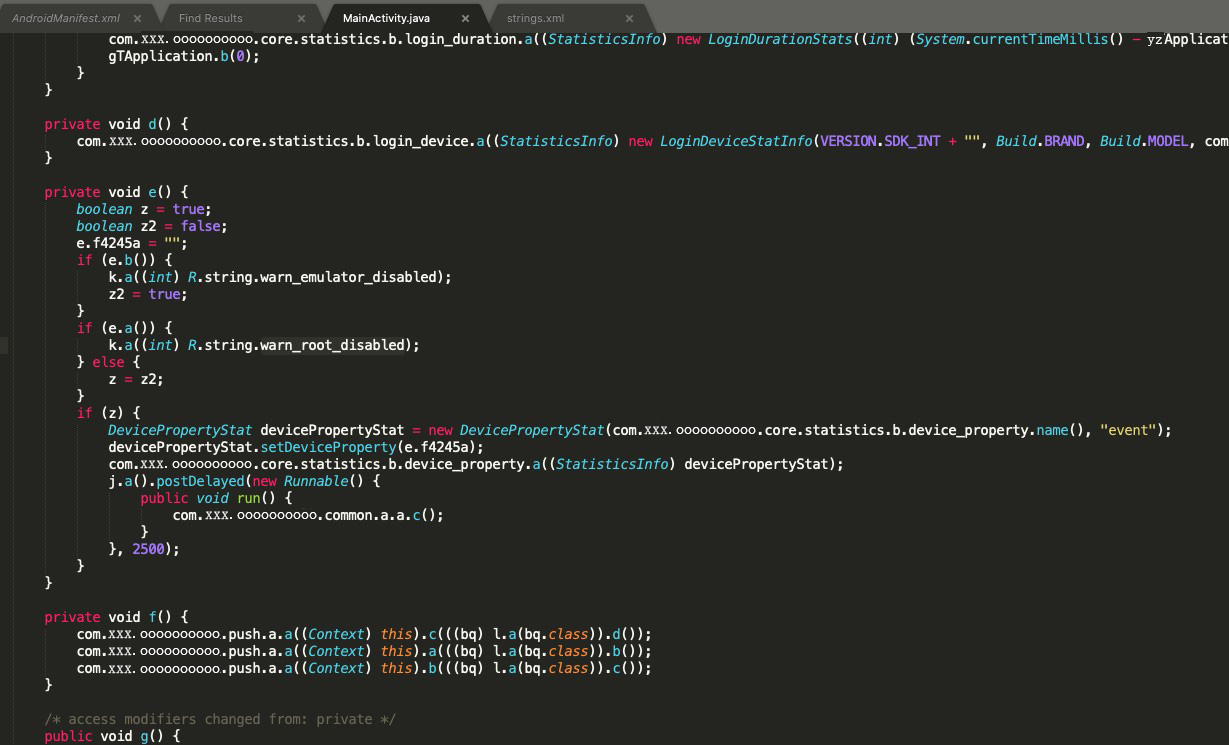 AndroidManifest.xml × Find Results × MainActivity.java × strings.xml ×
com.xxx.oooooooooo.core.statistics.b.login_duration.a((StatisticsInfo) new LoginDurationStats((int) (System.currentTimeMillis() - yzApplicat
gTApplication.b(0);
}
}
private void d() {
com.xxx.oooooooooo.core.statistics.b.login_device.a((StatisticsInfo) new LoginDeviceStatInfo(VERSION.SDK_INT + "", Build.BRAND, Build.MODEL, com
}
private void e() {
boolean z = true;
boolean z2 = false;
e.f4245a = "";
if (e.b()) {
k.a((int) R.string.warn_emulator_disabled);
z2 = true;
}
if (e.a()) {
k.a((int) R.string.warn_root_disabled);
} else {
z = z2;
}
if (z) {
DevicePropertyStat devicePropertyStat = new DevicePropertyStat(com.xxx.oooooooooo.core.statistics.b.device_property.name(), "event");
devicePropertyStat.setDeviceProperty(e.f4245a);
com.xxx.oooooooooo.core.statistics.b.device_property.a((StatisticsInfo) devicePropertyStat);
j.a().postDelayed(new Runnable() {
public void run() {
com.xxx.oooooooooo.common.a.a.c();
}
}, 2500);
}
}
private void f() {
com.xxx.oooooooooo.push.a.a((Context) this).c(((bq) l.a(bq.class)).d());
com.xxx.oooooooooo.push.a.a((Context) this).a(((bq) l.a(bq.class)).b());
com.xxx.oooooooooo.push.a.a((Context) this).b(((bq) l.a(bq.class)).c());
}
/* access modifiers changed from: private */
public void g() {